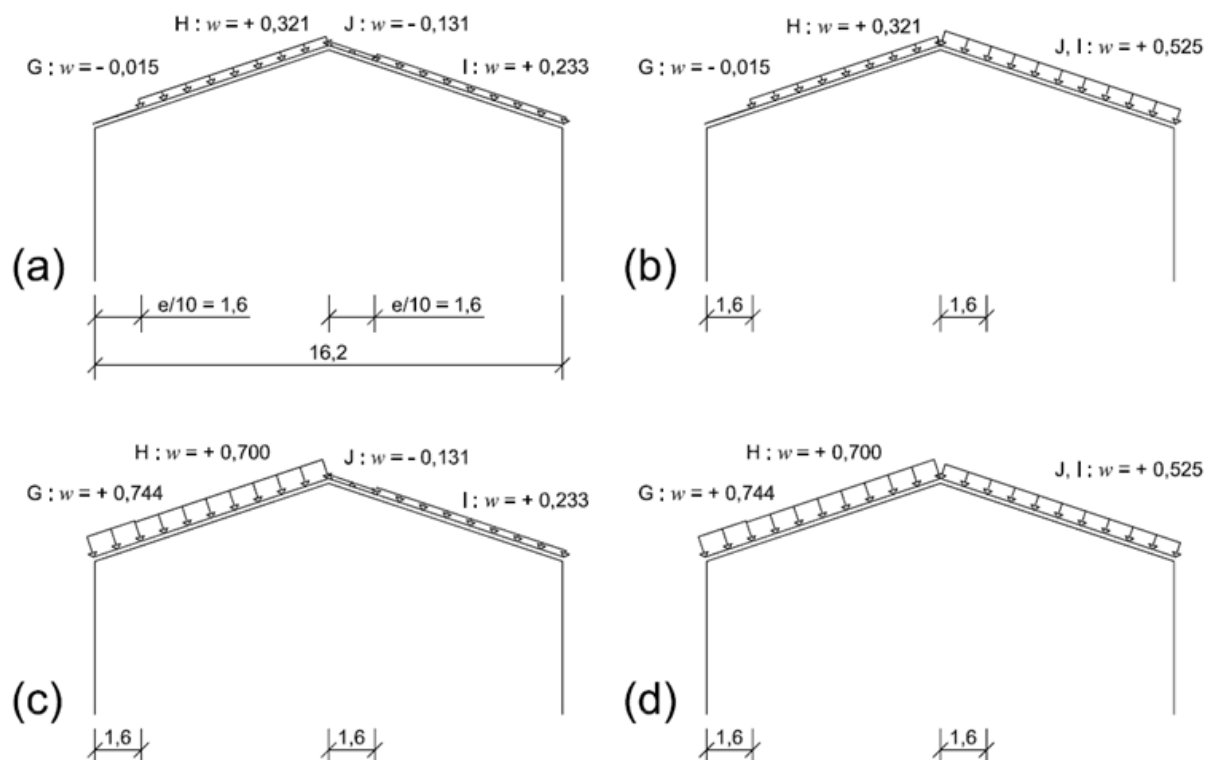 H : w = + 0,321 J : w = - 0,131
G : w = - 0,015
I : w = + 0,233
(a)
e/10 = 1,6 e/10 = 1,6
16,2
H : w = + 0,321
J, I : w = + 0,525
G : w = - 0,015
(b)
1,6 1,6
H : w = + 0,700
J : w = - 0,131
G : w = + 0,744
I : w = + 0,233
(c)
1,6 1,6
H : w = + 0,700
J, I : w = + 0,525
G : w = + 0,744
(d)
1,6 1,6